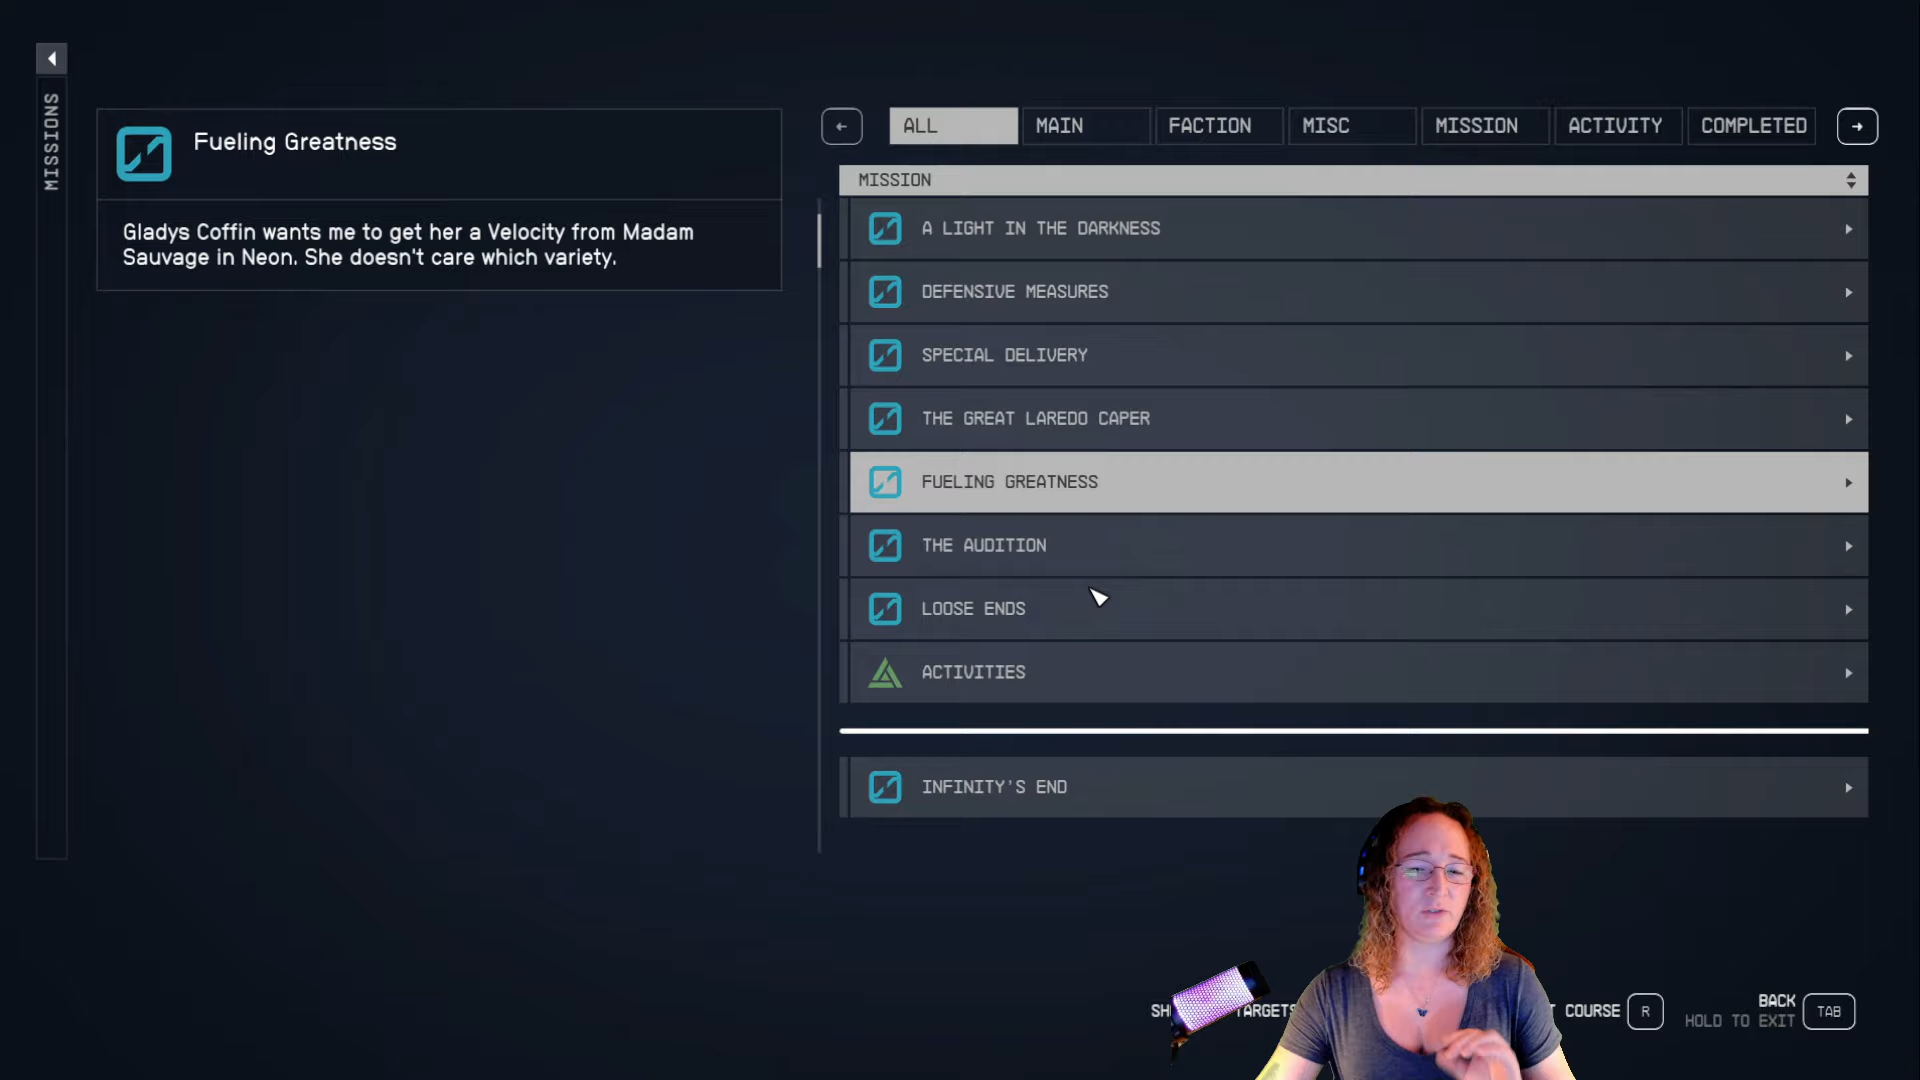 MISSIONS
Fueling Greatness
Gladys Coffin wants me to get her a Velocity from Madam
Sauvage in Neon. She doesn't care which variety.
ALL
MAIN
FACTION
MISC
MISSION
ACTIVITY
COMPLETED
MISSION
A LIGHT IN THE DARKNESS
DEFENSIVE MEASURES
SPECIAL DELIVERY
THE GREAT LAREDO CAPER
FUELING GREATNESS
THE AUDITION
LOOSE ENDS
ACTIVITIES
INFINITY'S END
COURSE
R
BACK
HOLD TO EXIT
TAB